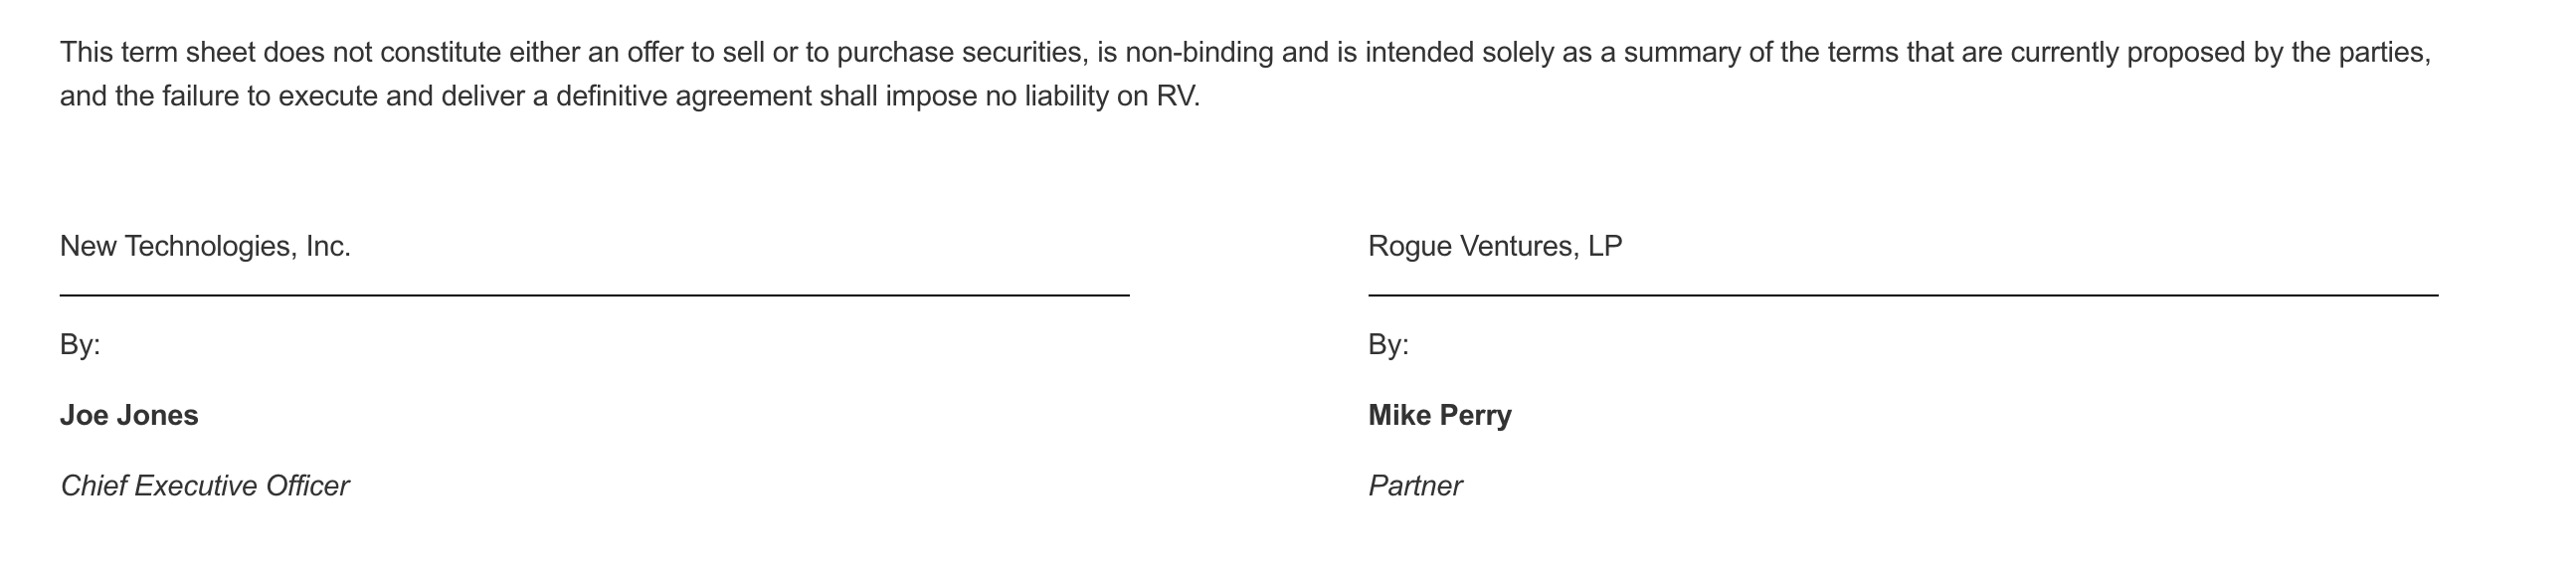 This term sheet does not constitute either an offer to sell or to purchase securities, is non-binding and is intended solely as a summary of the terms that are currently proposed by the parties,
and the failure to execute and deliver a definitive agreement shall impose no liability on RV.
New Technologies, Inc.
By:
Joe Jones
Chief Executive Officer
Rogue Ventures, LP
By:
Mike Perry
Partner